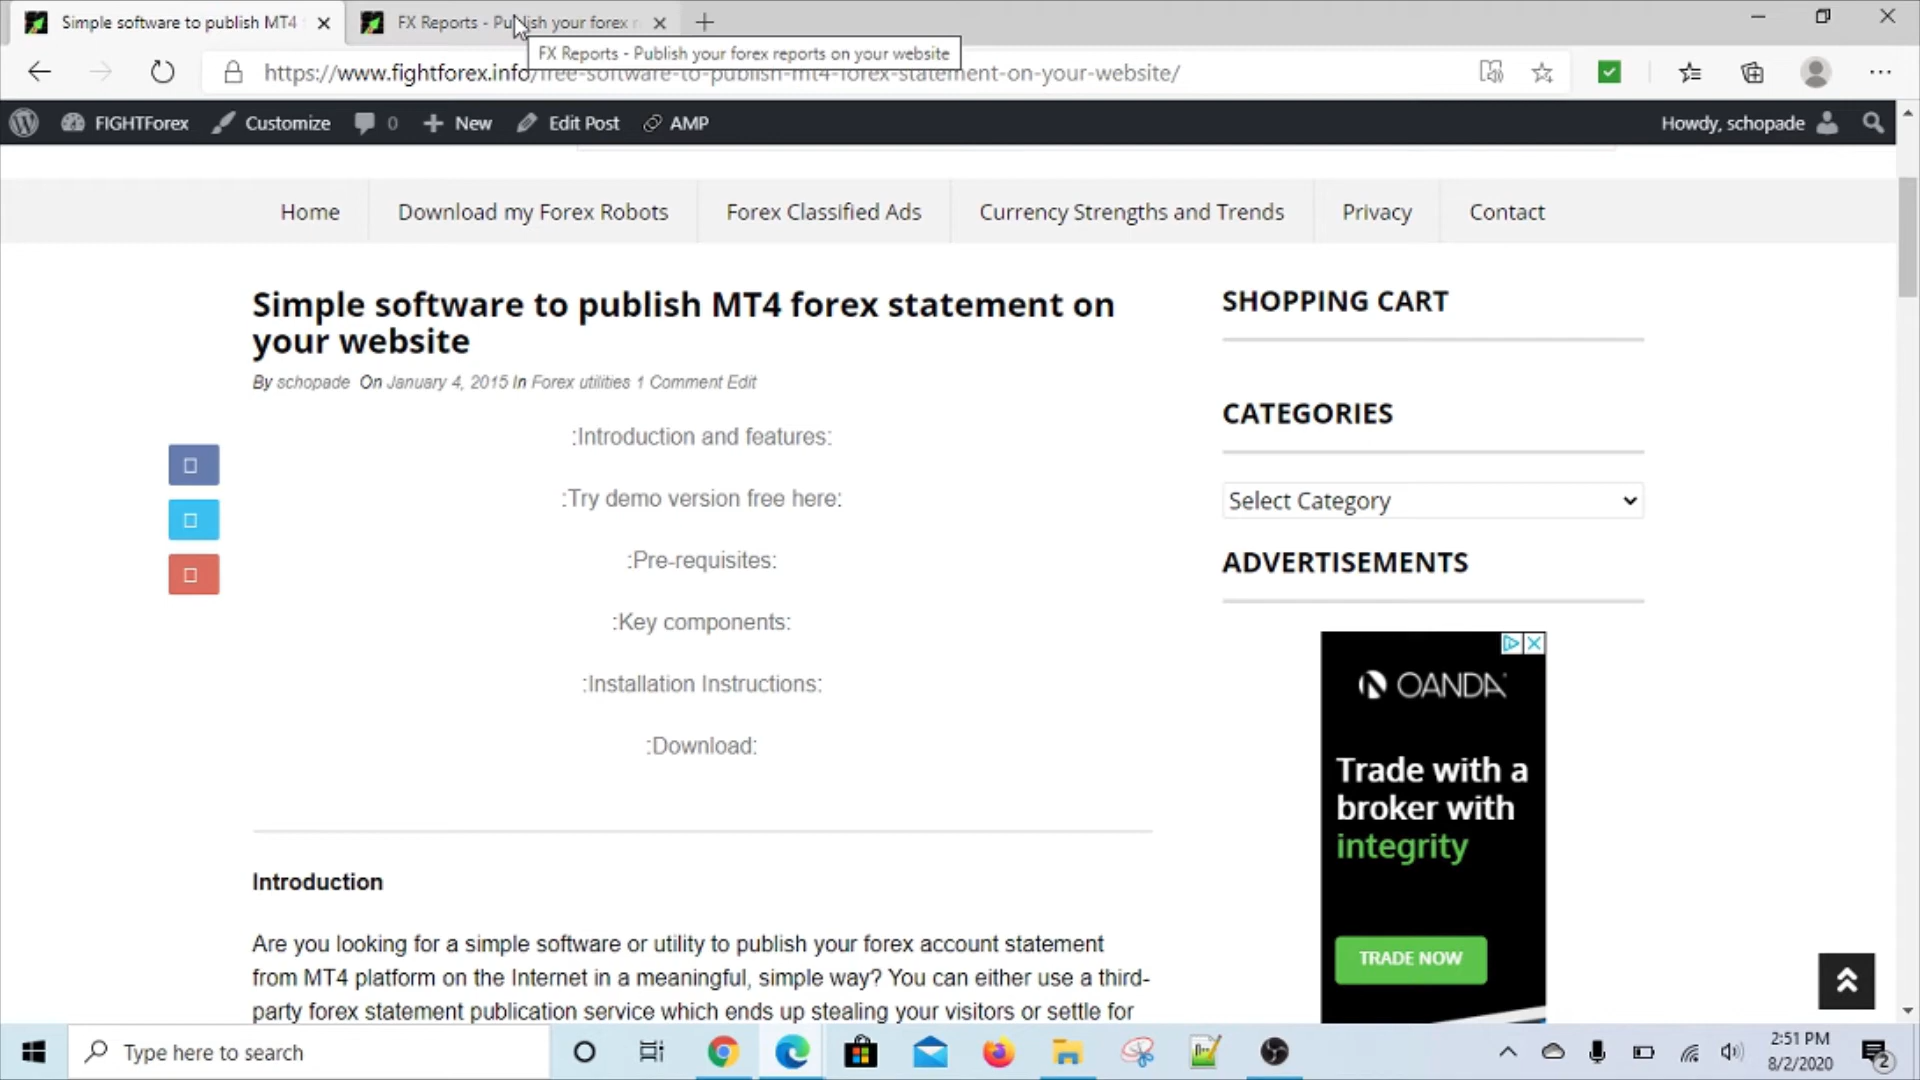 Simple software to publish MT4
FX Reports - Publish your forex r
FX Reports - Publish your forex reports on your website
https://www.fightforex.info/free-software-to-publish-mt4-forex-statement-on-your-website/
FIGHTForex
Customize
0
New
Edit Post
AMP
Howdy, schopade
Home
Download my Forex Robots
Forex Classified Ads
Currency Strengths and Trends
Privacy
Contact
Simple software to publish MT4 forex statement on
your website
By schopade On January 4, 2015 In Forex utilities 1 Comment Edit
:Introduction and features:
:Try demo version free here:
:Pre-requisites:
:Key components:
:Installation Instructions:
:Download:
Introduction
Are you looking for a simple software or utility to publish your forex account statement
from MT4 platform on the Internet in a meaningful, simple way? You can either use a third-
party forex statement publication service which ends up stealing your visitors or settle for
SHOPPING CART
CATEGORIES
Select Category
ADVERTISEMENTS
OANDA
Trade with a
broker with
integrity
TRADE NOW
Type here to search
2:51 PM
8/2/2020
2